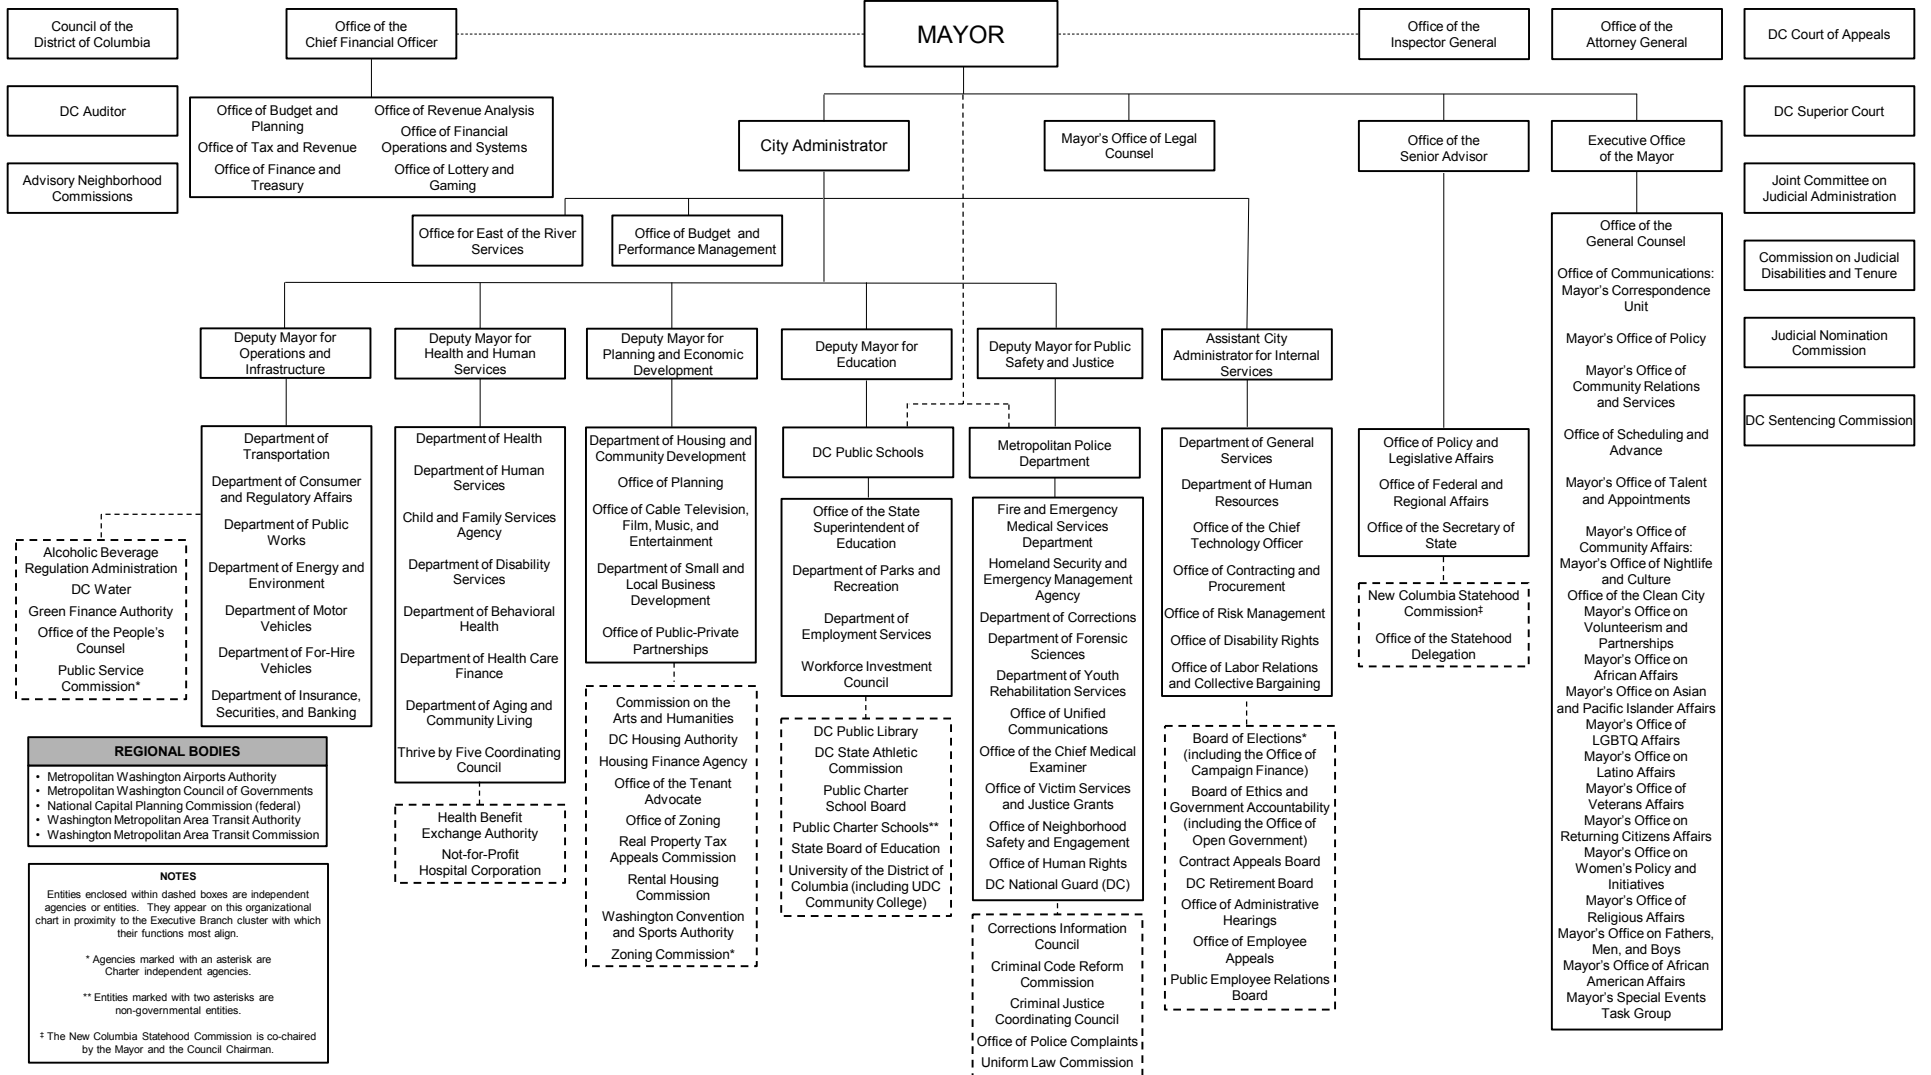 Council of the
District of Columbia
Office of the
Chief Financial Officer
MAYOR
Office of the
Inspector General
Office of the
Attorney General
DC Court of Appeals
DC Auditor
Advisory Neighborhood
Commissions
Office of Budget and
Planning
Office of Tax and Revenue
Office of Finance and
Treasury
Office of Revenue Analysis
Office of Financial
Operations and Systems
Office of Lottery and
Gaming
City Administrator
Mayor's Office of Legal
Counsel
Office of the
Senior Advisor
Executive Office
of the Mayor
DC Superior Court
Joint Committee on
Judicial Administration
Commission on Judicial
Disabilities and Tenure
Judicial Nomination
Commission
DC Sentencing Commission
Office for East of the River
Services
Office of Budget and
Performance Management
Deputy Mayor for
Operations and
Infrastructure
Deputy Mayor for
Health and Human
Services
Deputy Mayor for
Planning and Economic
Development
Deputy Mayor for
Education
Deputy Mayor for Public
Safety and Justice
Assistant City
Administrator for Internal
Services
Department of
Transportation
Department of Consumer
and Regulatory Affairs
Department of Public
Works
Department of Energy and
Environment
Department of Motor
Vehicles
Department of For-Hire
Vehicles
Department of Insurance,
Securities, and Banking
Alcoholic Beverage
Regulation Administration
DC Water
Green Finance Authority
Office of the People's
Counsel
Public Service
Commission*
Department of Health
Department of Human
Services
Child and Family Services
Agency
Department of Disability
Services
Department of Behavioral
Health
Department of Health Care
Finance
Department of Aging and
Community Living
Thrive by Five Coordinating
Council
Health Benefit
Exchange Authority
Not-for-Profit
Hospital Corporation
Department of Housing and
Community Development
Office of Planning
Office of Cable Television,
Film, Music, and
Entertainment
Department of Small and
Local Business
Development
Office of Public-Private
Partnerships
Commission on the
Arts and Humanities
DC Housing Authority
Housing Finance Agency
Office of the Tenant
Advocate
Office of Zoning
Real Property Tax
Appeals Commission
Rental Housing
Commission
Washington Convention
and Sports Authority
Zoning Commission*
DC Public Schools
Office of the State
Superintendent of
Education
Department of Parks and
Recreation
Department of
Employment Services
Workforce Investment
Council
DC Public Library
DC State Athletic
Commission
Public Charter
School Board
Public Charter Schools**
State Board of Education
University of the District of
Columbia (including UDC
Community College)
Metropolitan Police
Department
Fire and Emergency
Medical Services
Department
Homeland Security and
Emergency Management
Agency
Department of Corrections
Department of Forensic
Sciences
Department of Youth
Rehabilitation Services
Office of Unified
Communications
Office of the Chief Medical
Examiner
Office of Victim Services
and Justice Grants
Office of Neighborhood
Safety and Engagement
Office of Human Rights
DC National Guard (DC)
Corrections Information
Council
Criminal Code Reform
Commission
Criminal Justice
Coordinating Council
Office of Police Complaints
Uniform Law Commission
Department of General
Services
Department of Human
Resources
Office of the Chief
Technology Officer
Office of Contracting and
Procurement
Office of Risk Management
Office of Disability Rights
Office of Labor Relations
and Collective Bargaining
Board of Elections*
(including the Office of
Campaign Finance)
Board of Ethics and
Government Accountability
(including the Office of
Open Government)
Contract Appeals Board
DC Retirement Board
Office of Administrative
Hearings
Office of Employee
Appeals
Public Employee Relations
Board
Office of Policy and
Legislative Affairs
Office of Federal and
Regional Affairs
Office of the Secretary of
State
New Columbia Statehood
Commission‡
Office of the Statehood
Delegation
Office of the
General Counsel
Office of Communications:
Mayor's Correspondence
Unit
Mayor's Office of Policy
Mayor's Office of
Community Relations
and Services
Office of Scheduling and
Advance
Mayor's Office of Talent
and Appointments
Mayor's Office of
Community Affairs:
Mayor's Office of Nightlife
and Culture
Office of the Clean City
Mayor's Office on
Volunteerism and
Partnerships
Mayor's Office on
African Affairs
Mayor's Office on Asian
and Pacific Islander Affairs
Mayor's Office of
LGBTQ Affairs
Mayor's Office on
Latino Affairs
Mayor's Office of
Veterans Affairs
Mayor's Office on
Returning Citizens Affairs
Mayor's Office on
Women's Policy and
Initiatives
Mayor's Office of
Religious Affairs
Mayor's Office on Fathers,
Men, and Boys
Mayor's Office of African
American Affairs
Mayor's Special Events
Task Group
REGIONAL BODIES
• Metropolitan Washington Airports Authority
• Metropolitan Washington Council of Governments
• National Capital Planning Commission (federal)
• Washington Metropolitan Area Transit Authority
• Washington Metropolitan Area Transit Commission
NOTES
Entities enclosed within dashed boxes are independent
agencies or entities. They appear on this organizational
chart in proximity to the Executive Branch cluster with which
their functions most align.
* Agencies marked with an asterisk are
Charter independent agencies.
** Entities marked with two asterisks are
non-governmental entities.
‡ The New Columbia Statehood Commission is co-chaired
by the Mayor and the Council Chairman.